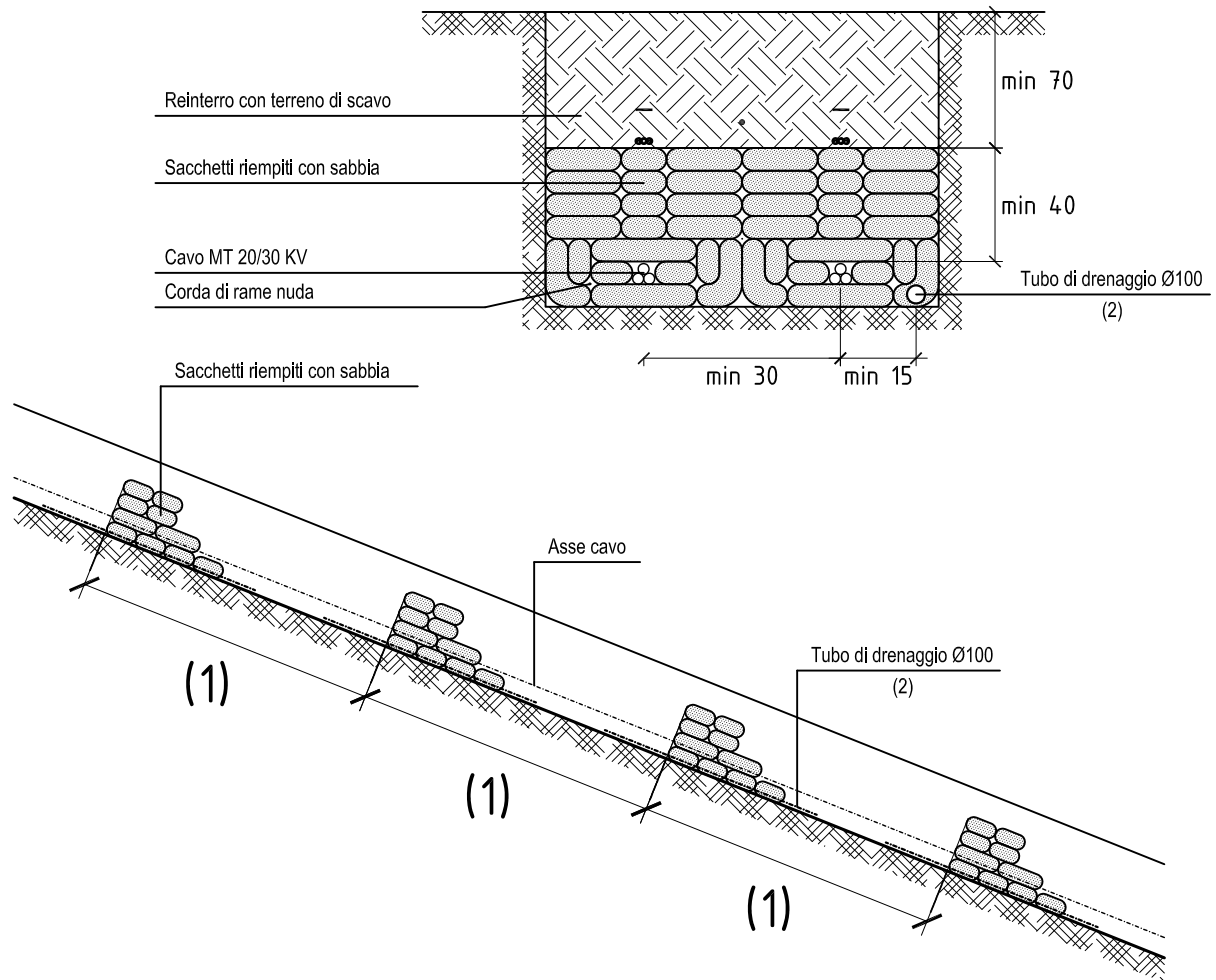 min 70
Reinterro con terreno di scavo
Sacchetti riempiti con sabbia
min 40
Cavo MT 20/30 KV
Corda di rame nuda
Tubo di drenaggio Ø100
(2)
min 30
min 15
Sacchetti riempiti con sabbia
Asse cavo
Tubo di drenaggio Ø100
(2)
(1)
(1)
(1)